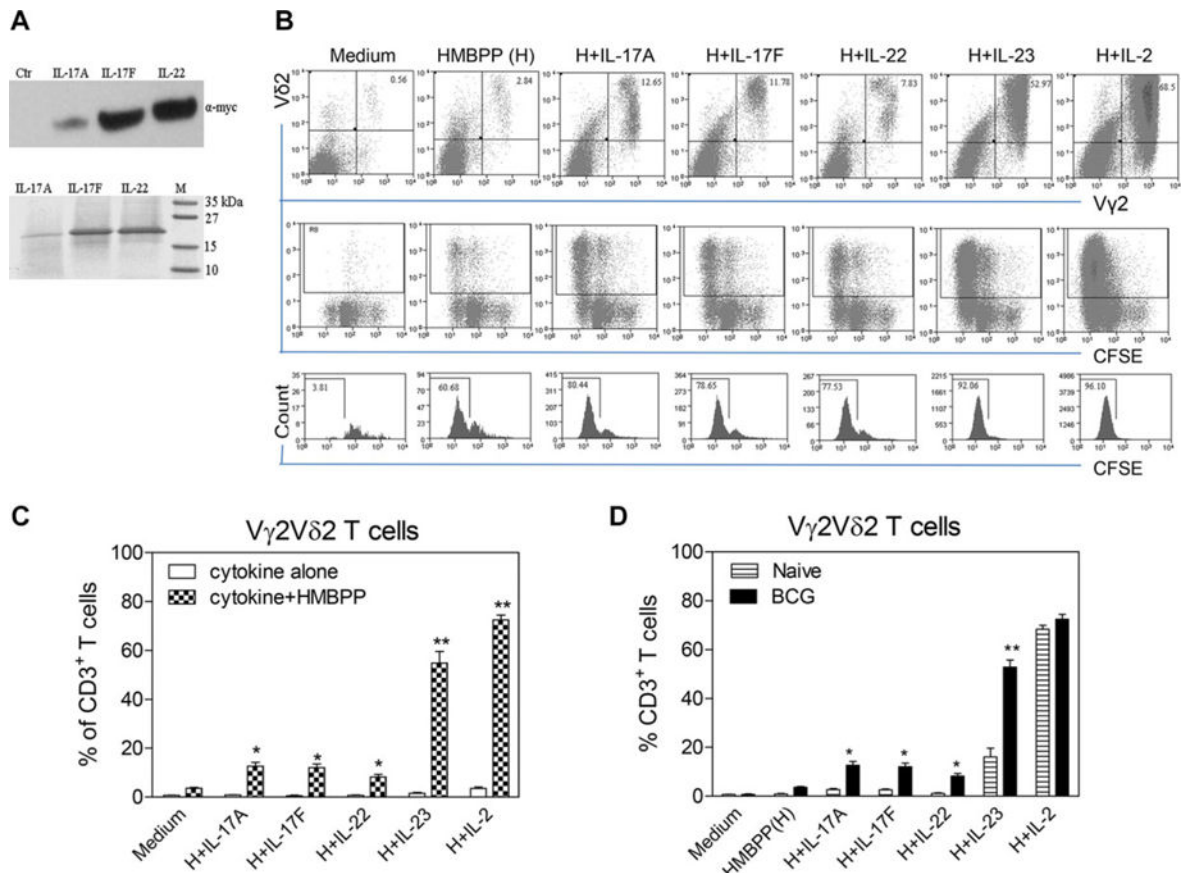 A
Ctr IL-17A IL-17F IL-22
α-myc
IL-17A IL-17F IL-22 M
35 kDa
27
15
10
B
Medium HMBPP (H) H+IL-17A H+IL-17F H+IL-22 H+IL-23 H+IL-2
Vδ2
0.56 2.84 12.65 11.78 7.83 52.97 68.5
Vγ2
R8
CFSE
Count
3.81 60.68 80.44 78.65 77.53 92.06 96.10
CFSE
C
Vγ2Vδ2 T cells
% of CD3⁺ T cells
100
80
60
40
20
0
cytokine alone
cytokine+HMBPP
* * * ** **
Medium H+IL-17A H+IL-17F H+IL-22 H+IL-23 H+IL-2
D
Vγ2Vδ2 T cells
% CD3⁺ T cells
100
80
60
40
20
0
Naive
BCG
* * * **
Medium HMBPP(H) H+IL-17A H+IL-17F H+IL-22 H+IL-23 H+IL-2